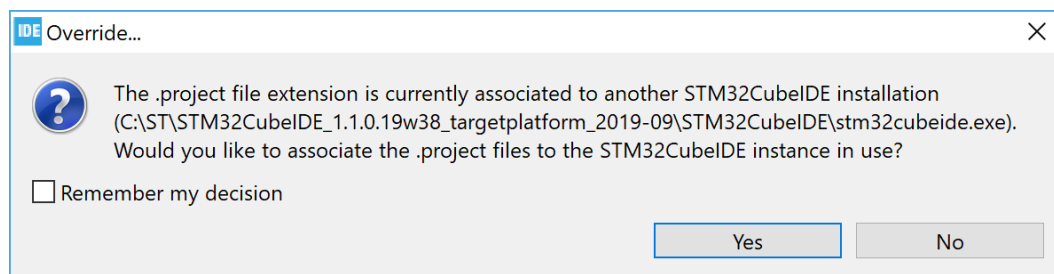 IDE Override...
The .project file extension is currently associated to another STM32CubeIDE installation
(C:\ST\STM32CubeIDE_1.1.0.19w38_targetplatform_2019-09\STM32CubeIDE\stm32cubeide.exe).
Would you like to associate the .project files to the STM32CubeIDE instance in use?
Remember my decision
Yes No